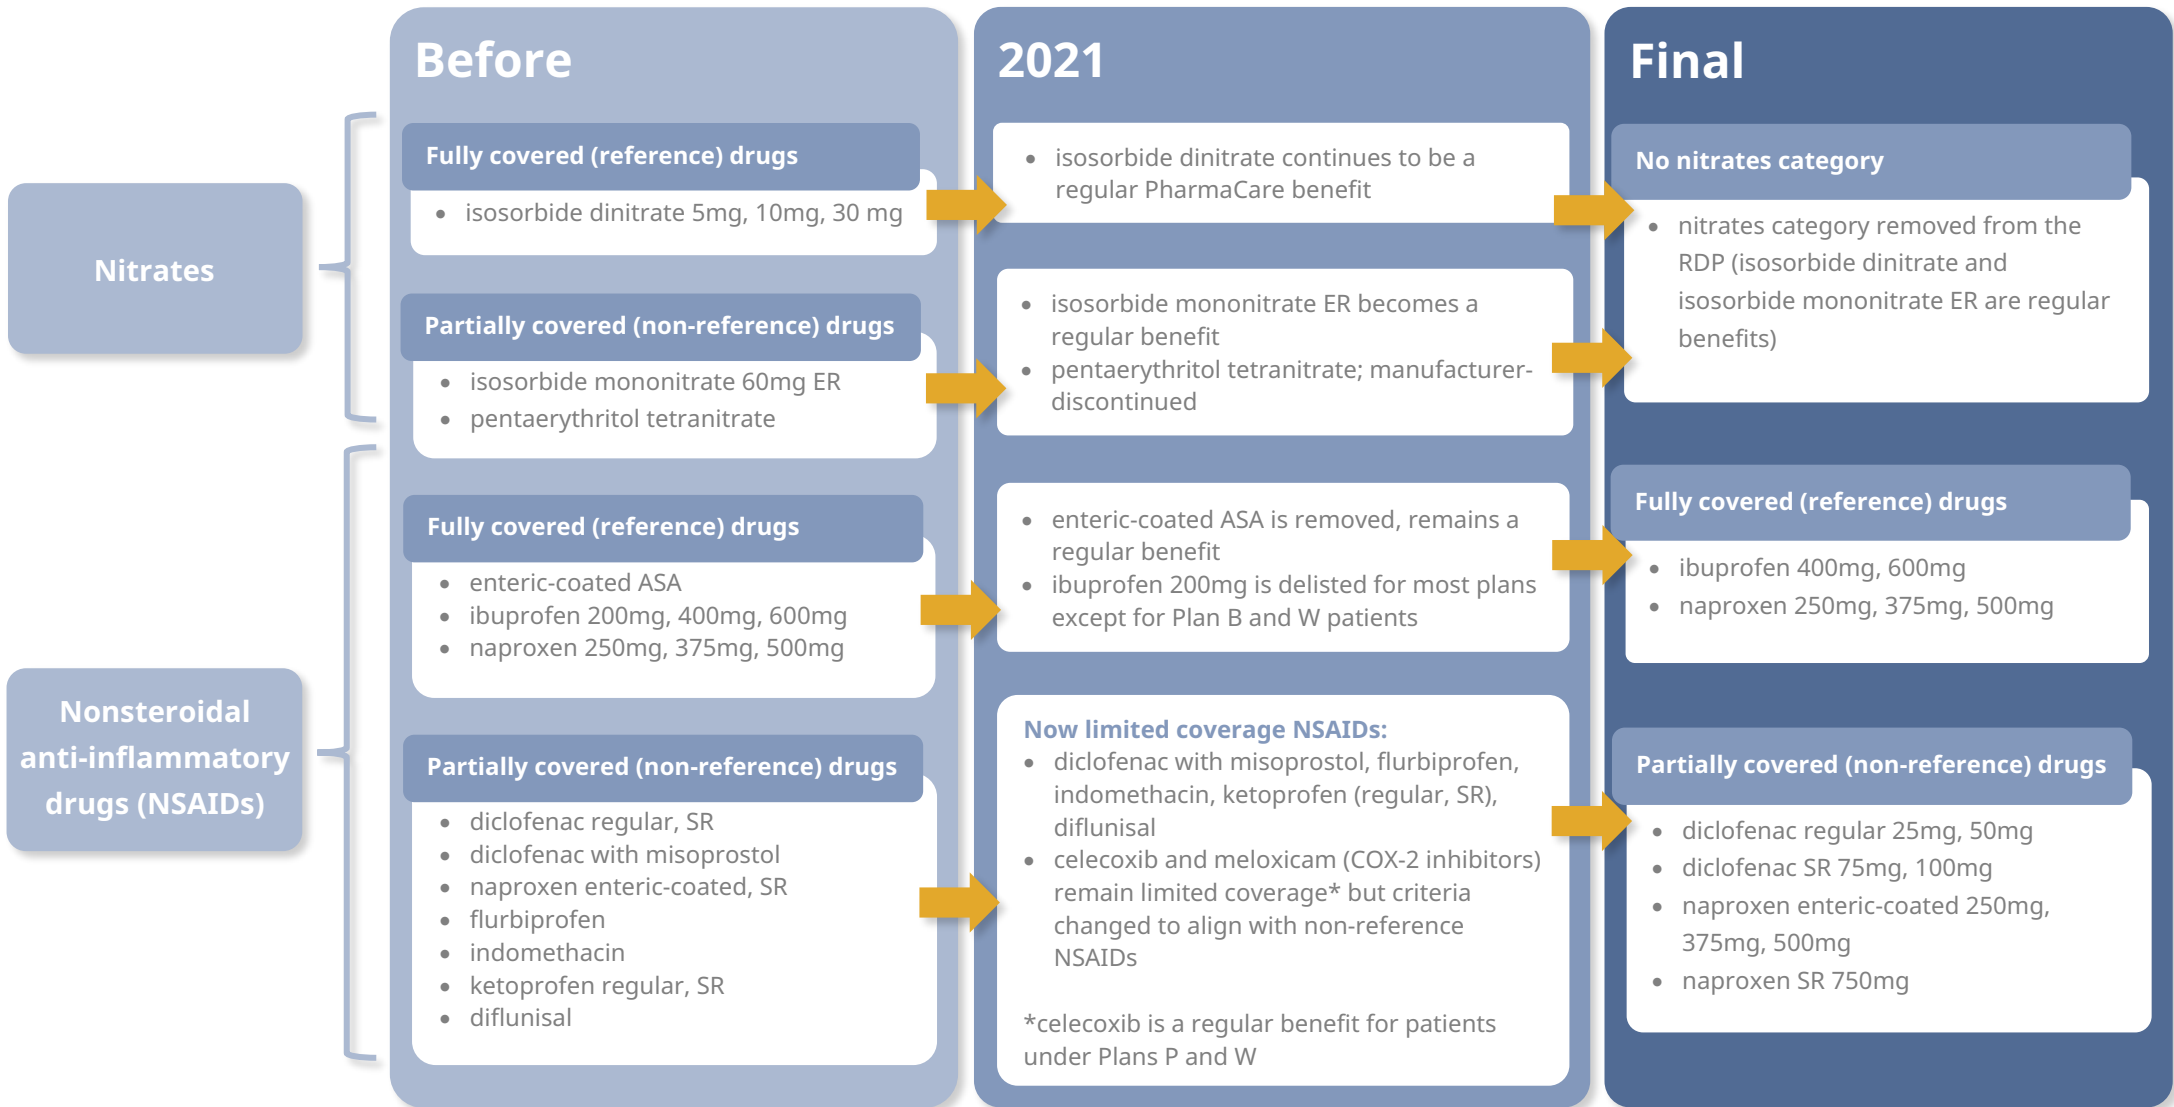 Before
2021
Final
Nitrates
Fully covered (reference) drugs
• isosorbide dinitrate 5mg, 10mg, 30 mg
• isosorbide dinitrate continues to be a
regular PharmaCare benefit
No nitrates category
• nitrates category removed from the
RDP (isosorbide dinitrate and
isosorbide mononitrate ER are regular
benefits)
Partially covered (non-reference) drugs
• isosorbide mononitrate 60mg ER
• pentaerythritol tetranitrate
• isosorbide mononitrate ER becomes a
regular benefit
• pentaerythritol tetranitrate; manufacturer-
discontinued
Nonsteroidal
anti-inflammatory
drugs (NSAIDs)
Fully covered (reference) drugs
• enteric-coated ASA
• ibuprofen 200mg, 400mg, 600mg
• naproxen 250mg, 375mg, 500mg
• enteric-coated ASA is removed, remains a
regular benefit
• ibuprofen 200mg is delisted for most plans
except for Plan B and W patients
Fully covered (reference) drugs
• ibuprofen 400mg, 600mg
• naproxen 250mg, 375mg, 500mg
Partially covered (non-reference) drugs
• diclofenac regular, SR
• diclofenac with misoprostol
• naproxen enteric-coated, SR
• flurbiprofen
• indomethacin
• ketoprofen regular, SR
• diflunisal
Now limited coverage NSAIDs:
• diclofenac with misoprostol, flurbiprofen,
indomethacin, ketoprofen (regular, SR),
diflunisal
• celecoxib and meloxicam (COX-2 inhibitors)
remain limited coverage* but criteria
changed to align with non-reference
NSAIDs
*celecoxib is a regular benefit for patients
under Plans P and W
Partially covered (non-reference) drugs
• diclofenac regular 25mg, 50mg
• diclofenac SR 75mg, 100mg
• naproxen enteric-coated 250mg,
375mg, 500mg
• naproxen SR 750mg